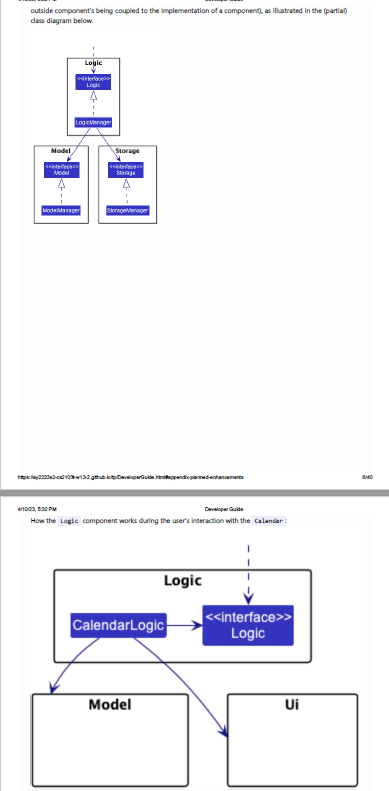 outside component's being coupled to the implementation of a component), as illustrated in the (partial)
class diagram below.
Logic
<<interface>>
Logic
LogicManager
Model
Storage
<<interface>>
Model
<<interface>>
Storage
ModelManager
StorageManager
https://ay2223s2-cs2103t-w13-2.github.io/tp/DeveloperGuide.html#appendix-planned-enhancements
6/40
4/10/23, 5:32 PM
Developer Guide
How the Logic component works during the user's interaction with the Calendar:
Logic
CalendarLogic
<<interface>>
Logic
Model
Ui